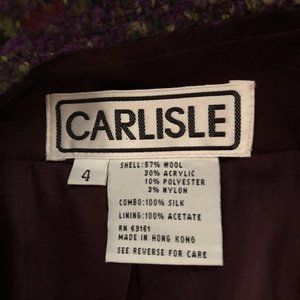 CARLISLE
4
SHELL: 57% WOOL
30% ACRYLIC
10% POLYESTER
3% NYLON
COMBO: 100% SILK
LINING: 100% ACETATE
RN 63161
MADE IN HONG KONG
SEE REVERSE FOR CARE